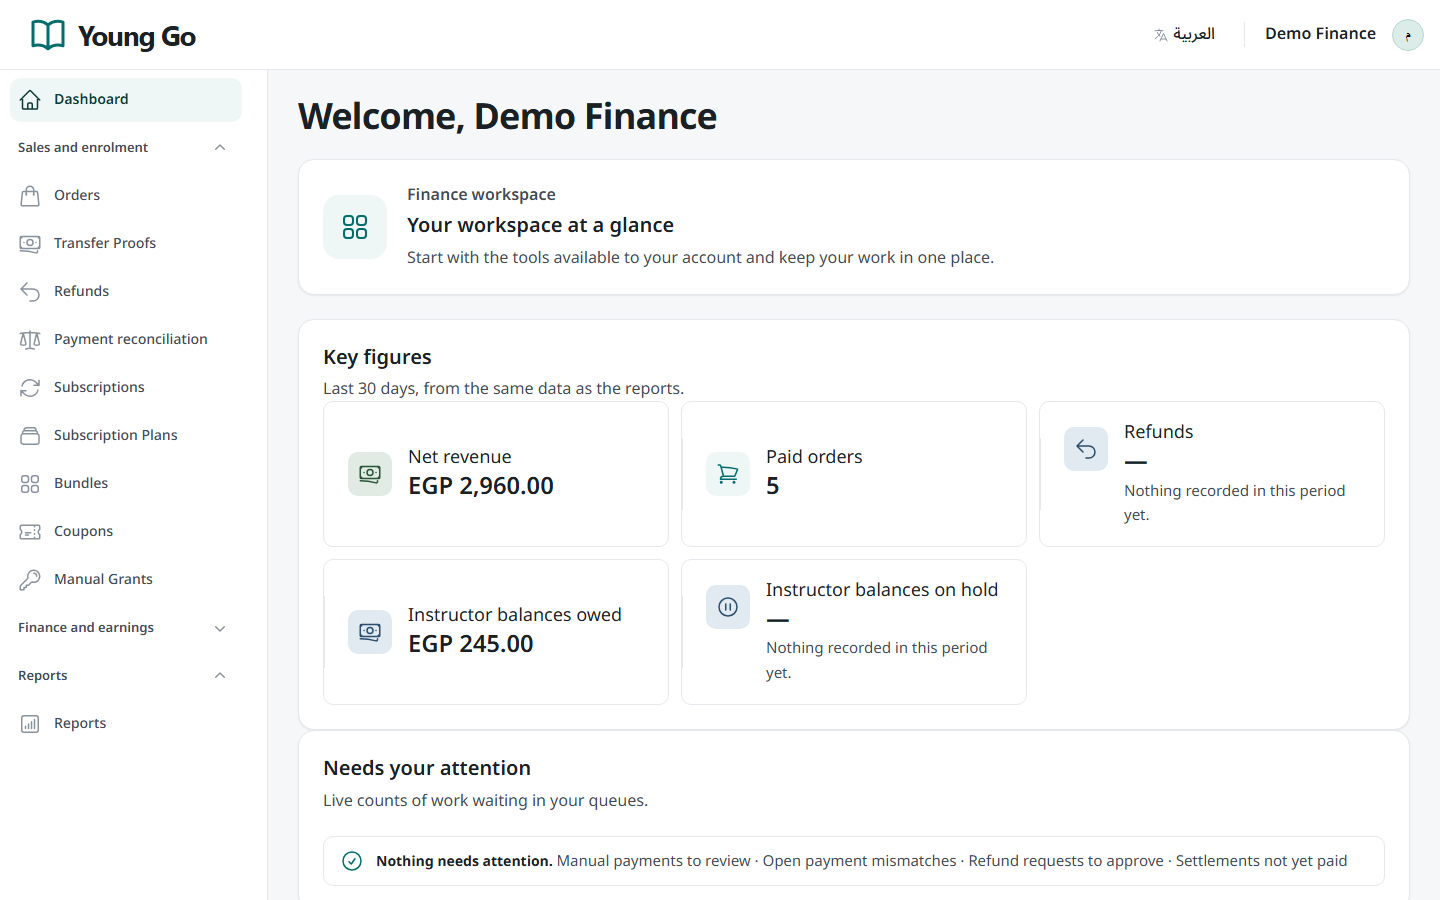 Young Go
العربية
Demo Finance
م
Dashboard
Sales and enrolment
Orders
Transfer Proofs
Refunds
Payment reconciliation
Subscriptions
Subscription Plans
Bundles
Coupons
Manual Grants
Finance and earnings
Reports
Reports
Welcome, Demo Finance
Finance workspace
Your workspace at a glance
Start with the tools available to your account and keep your work in one place.
Key figures
Last 30 days, from the same data as the reports.
Net revenue
EGP 2,960.00
Paid orders
5
Refunds
—
Nothing recorded in this period
yet.
Instructor balances owed
EGP 245.00
Instructor balances on hold
—
Nothing recorded in this period
yet.
Needs your attention
Live counts of work waiting in your queues.
Nothing needs attention. Manual payments to review · Open payment mismatches · Refund requests to approve · Settlements not yet paid